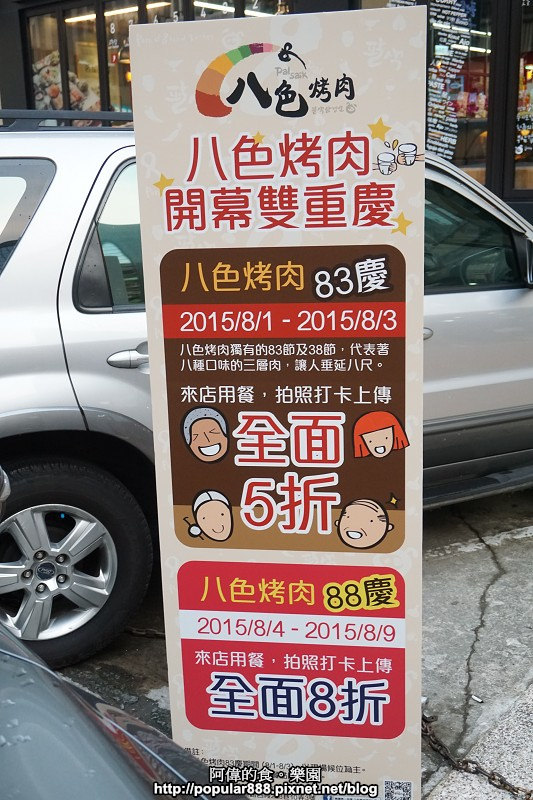 Pal
saik
八色烤肉
八色烤肉
開幕雙重慶
八色烤肉 83慶
2015/8/1 - 2015/8/3
八色烤肉獨有的83節及38節，代表著
八種口味的三層肉，讓人垂延八尺。
來店用餐，拍照打卡上傳
全面
5折
八色烤肉 88慶
2015/8/4 - 2015/8/9
來店用餐，拍照打卡上傳
全面8折
備註：
阿偉的食。樂園
http://popular888.pixnet.net/blog